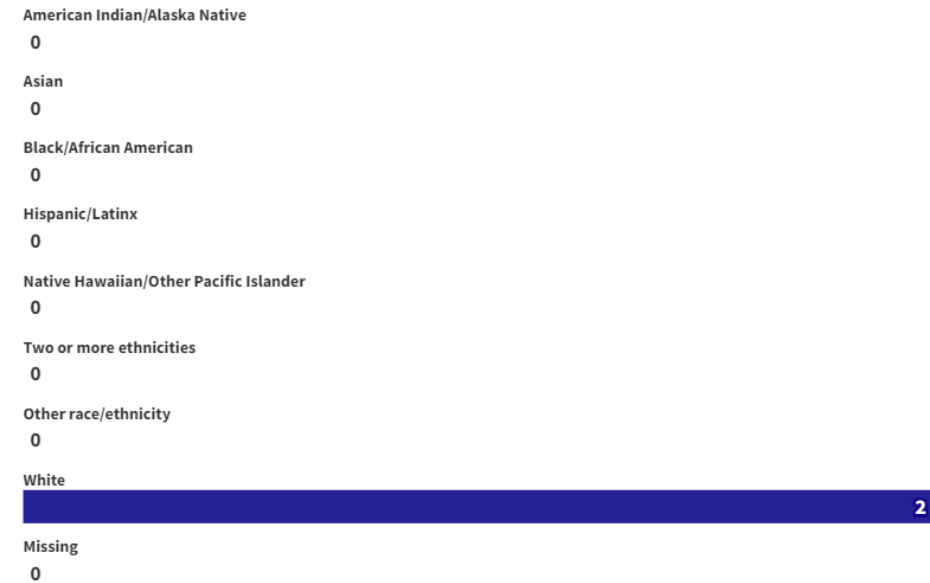 American Indian/Alaska Native
0
Asian
0
Black/African American
0
Hispanic/Latinx
0
Native Hawaiian/Other Pacific Islander
0
Two or more ethnicities
0
Other race/ethnicity
0
White
2
Missing
0